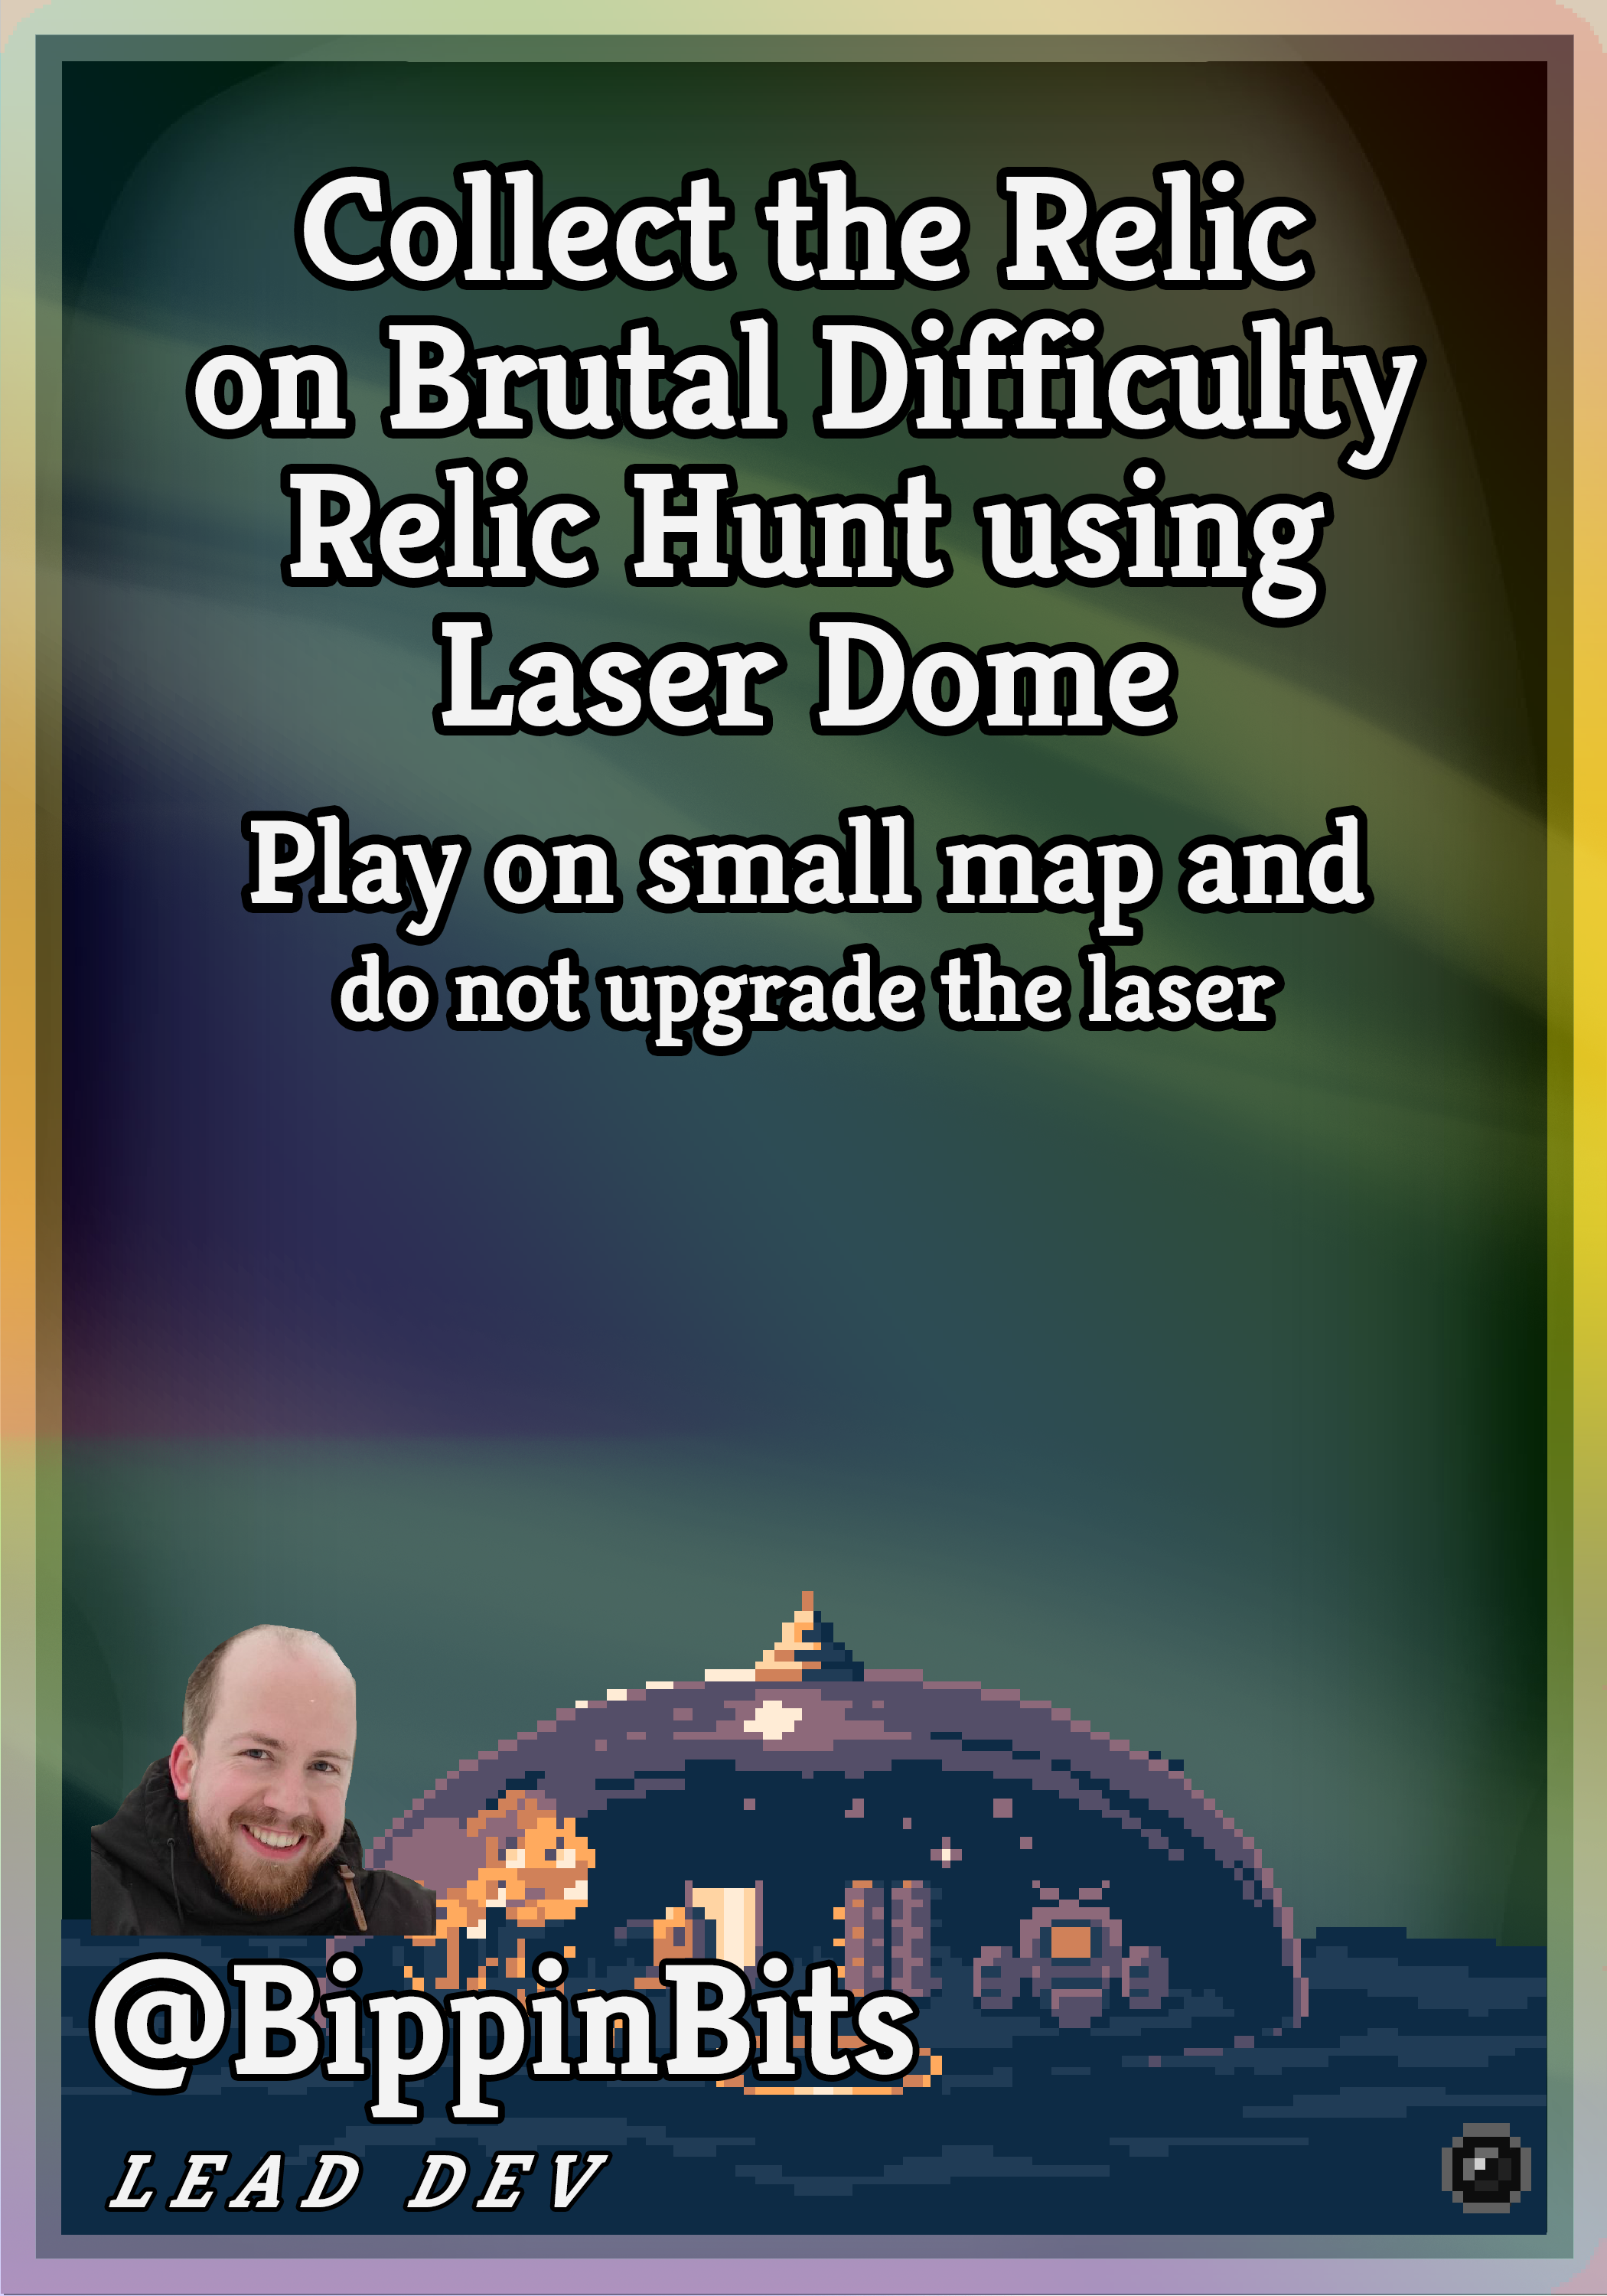 Collect the Relic
on Brutal Difficulty
Relic Hunt using
Laser Dome
Play on small map and
do not upgrade the laser
@BippinBits
LEAD DEV